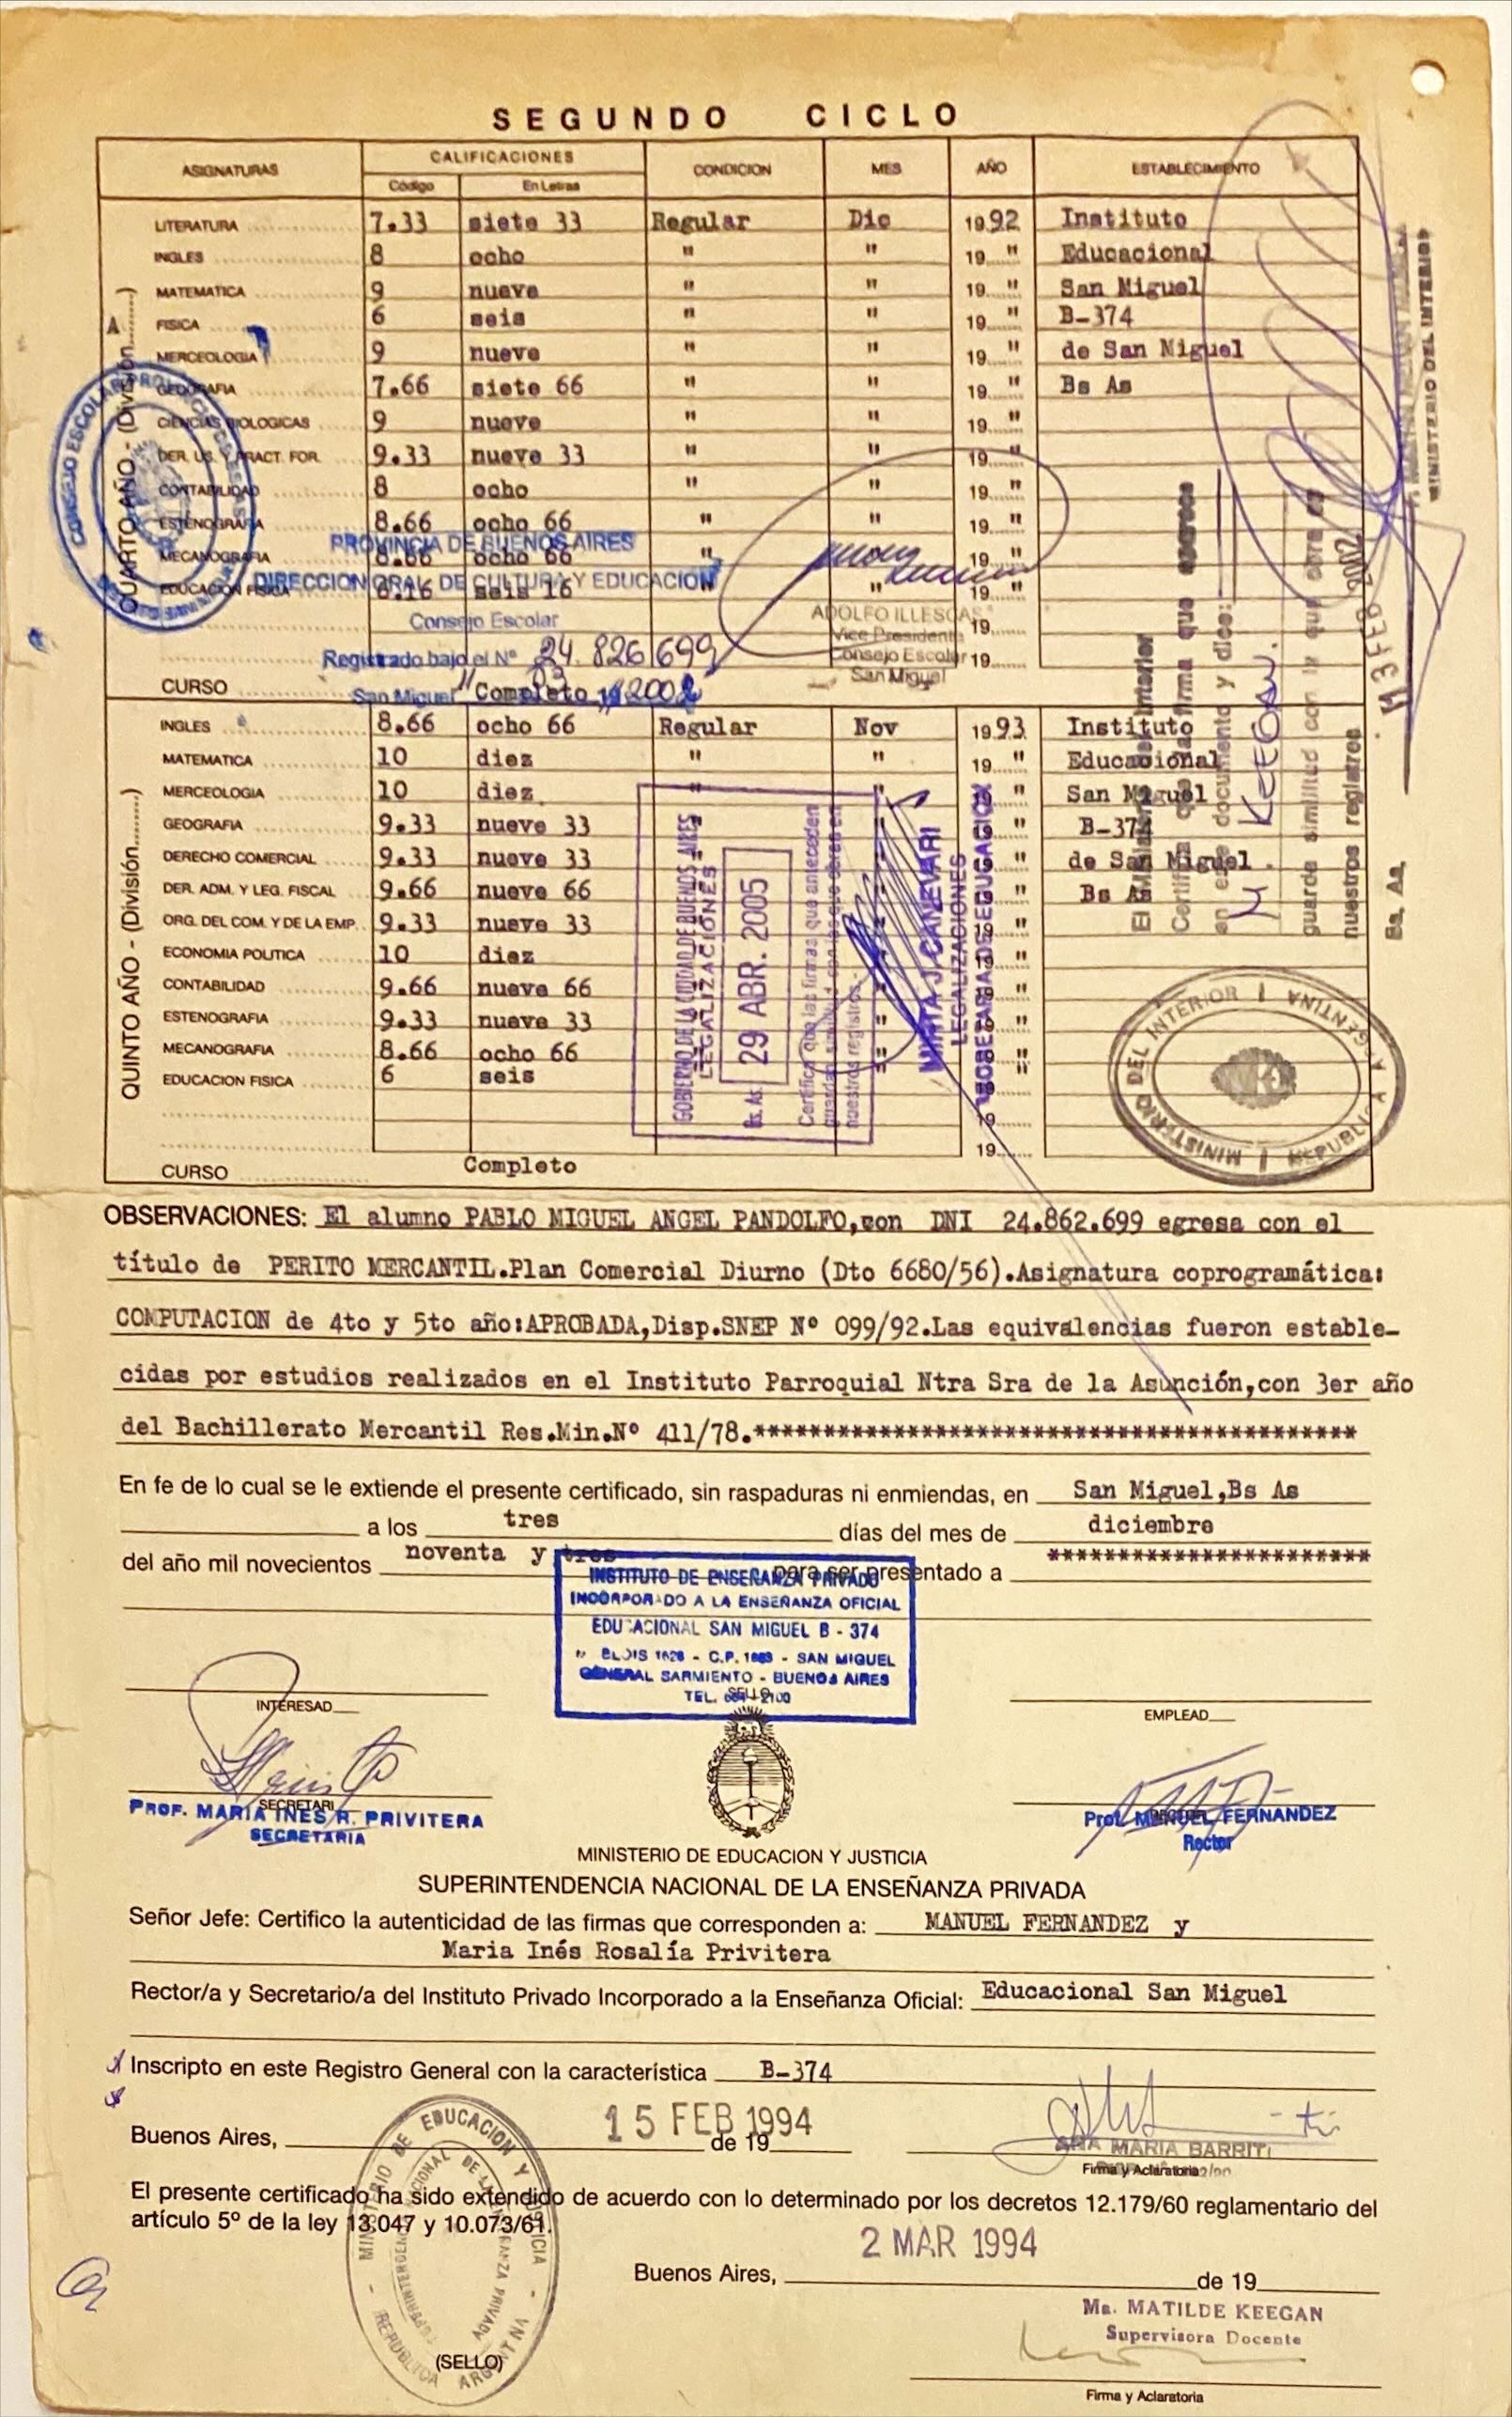 SEGUNDO CICLO
ASIGNATURAS CALIFICACIONES CONDICION MES AÑO ESTABLECIMIENTO
Código En Letras
QUARTO AÑO - (División A)
LITERATURA 7.33 siete 33 Regular Dic 1992 Instituto
INGLES 8 ocho " " 19 " Educacional
MATEMATICA 9 nueve " " 19 " San Miguel
FISICA 6 seis " " 19 " B-374
MERCEOLOGIA 9 nueve " " 19 " de San Miguel
GEOGRAFIA 7.66 siete 66 " " 19 " Bs As
CIENCIAS BIOLOGICAS 9 nueve " " 19 "
DER. US. Y PRACT. FOR. 9.33 nueve 33 " " 19 "
CONTABILIDAD 8 ocho " " 19 "
ESTENOGRAFIA 8.66 ocho 66 " " 19 "
MECANOGRAFIA 8.66 ocho 66 " " 19 "
EDUCACION FISICA 6.16 seis 16 " " 19 "
19
19
CURSO Completo
CONSEJO ESCOLAR
PROVINCIA DE BUENOS AIRES
DIRECCION GRAL. DE CULTURA Y EDUCACION
Consejo Escolar
Registrado bajo el Nº 24.826.699
San Miguel 2002
ADOLFO ILLESCAS
Vice Presidente
Consejo Escolar
San Miguel
QUINTO AÑO - (División)
INGLES 8.66 ocho 66 Regular Nov 1993 Instituto
MATEMATICA 10 diez " " 19 " Educacional
MERCEOLOGIA 10 diez " " 19 " San Miguel
GEOGRAFIA 9.33 nueve 33 " " 19 " B-374
DERECHO COMERCIAL 9.33 nueve 33 " " 19 " de San Miguel.
DER. ADM. Y LEG. FISCAL 9.66 nueve 66 " " 19 " Bs As
ORG. DEL COM. Y DE LA EMP. 9.33 nueve 33 " " 19 "
ECONOMIA POLITICA 10 diez " " 19 "
CONTABILIDAD 9.66 nueve 66 " " 19 "
ESTENOGRAFIA 9.33 nueve 33 " " 19 "
MECANOGRAFIA 8.66 ocho 66 " " 19 "
EDUCACION FISICA 6 seis " " 19 "
19
19
CURSO Completo
GOBIERNO DE LA CIUDAD DE BUENOS AIRES
LEGALIZACIONES
Bs. As. 29 ABR. 2005
Certifico que las firmas que anteceden
guardan similitud con las que obran en
nuestros registros.
MIRTA J. CANEVARI
LEGALIZACIONES
SECRETARIA DE EDUCACION
El Ministerio del Interior
Certifica que la firma que aparece
en este documento y dice:
M KEEGAN.
guarda similitud con la que obra en
nuestros registros
Bs. As. 13 FEB 2002
MINISTERIO DEL INTERIOR
MINISTERIO DEL INTERIOR REPUBLICA ARGENTINA
OBSERVACIONES: El alumno PABLO MIGUEL ANGEL PANDOLFO,con DNI 24.862.699 egresa con el
título de PERITO MERCANTIL.Plan Comercial Diurno (Dto 6680/56).Asignatura coprogramática:
COMPUTACION de 4to y 5to año:APROBADA,Disp.SNEP Nº 099/92.Las equivalencias fueron estable-
cidas por estudios realizados en el Instituto Parroquial Ntra Sra de la Asunción,con 3er año
del Bachillerato Mercantil Res.Min.Nº 411/78.*******************************************
En fe de lo cual se le extiende el presente certificado, sin raspaduras ni enmiendas, en San Miguel,Bs As
a los tres días del mes de diciembre
del año mil novecientos noventa y tres para ser presentado a ***********************
INSTITUTO DE ENSEÑANZA PRIVADO
INCORPORADO A LA ENSEÑANZA OFICIAL
EDUCACIONAL SAN MIGUEL B - 374
BLOIS 1628 - C.P. 1663 - SAN MIGUEL
GENERAL SARMIENTO - BUENOS AIRES
TEL. 664-2100
SELLO
INTERESAD
EMPLEAD
SECRETARI
PROF. MARIA INES R. PRIVITERA
SECRETARIA
RECTOR
Prof. MANUEL FERNANDEZ
Rector
MINISTERIO DE EDUCACION Y JUSTICIA
SUPERINTENDENCIA NACIONAL DE LA ENSEÑANZA PRIVADA
Señor Jefe: Certifico la autenticidad de las firmas que corresponden a: MANUEL FERNANDEZ y
Maria Inés Rosalía Privitera
Rector/a y Secretario/a del Instituto Privado Incorporado a la Enseñanza Oficial: Educacional San Miguel
Inscripto en este Registro General con la característica B-374
Buenos Aires, 15 FEB 1994 de 19
ANA MARIA BARRITI
Firma y Aclaratoria
El presente certificado ha sido extendido de acuerdo con lo determinado por los decretos 12.179/60 reglamentario del
artículo 5º de la ley 13.047 y 10.073/61.
2 MAR 1994
Buenos Aires, de 19
MINISTERIO DE EDUCACION Y JUSTICIA
SUPERINTENDENCIA NACIONAL DE LA ENSEÑANZA PRIVADA
REPUBLICA ARGENTINA
(SELLO)
Ma. MATILDE KEEGAN
Supervisora Docente
Firma y Aclaratoria